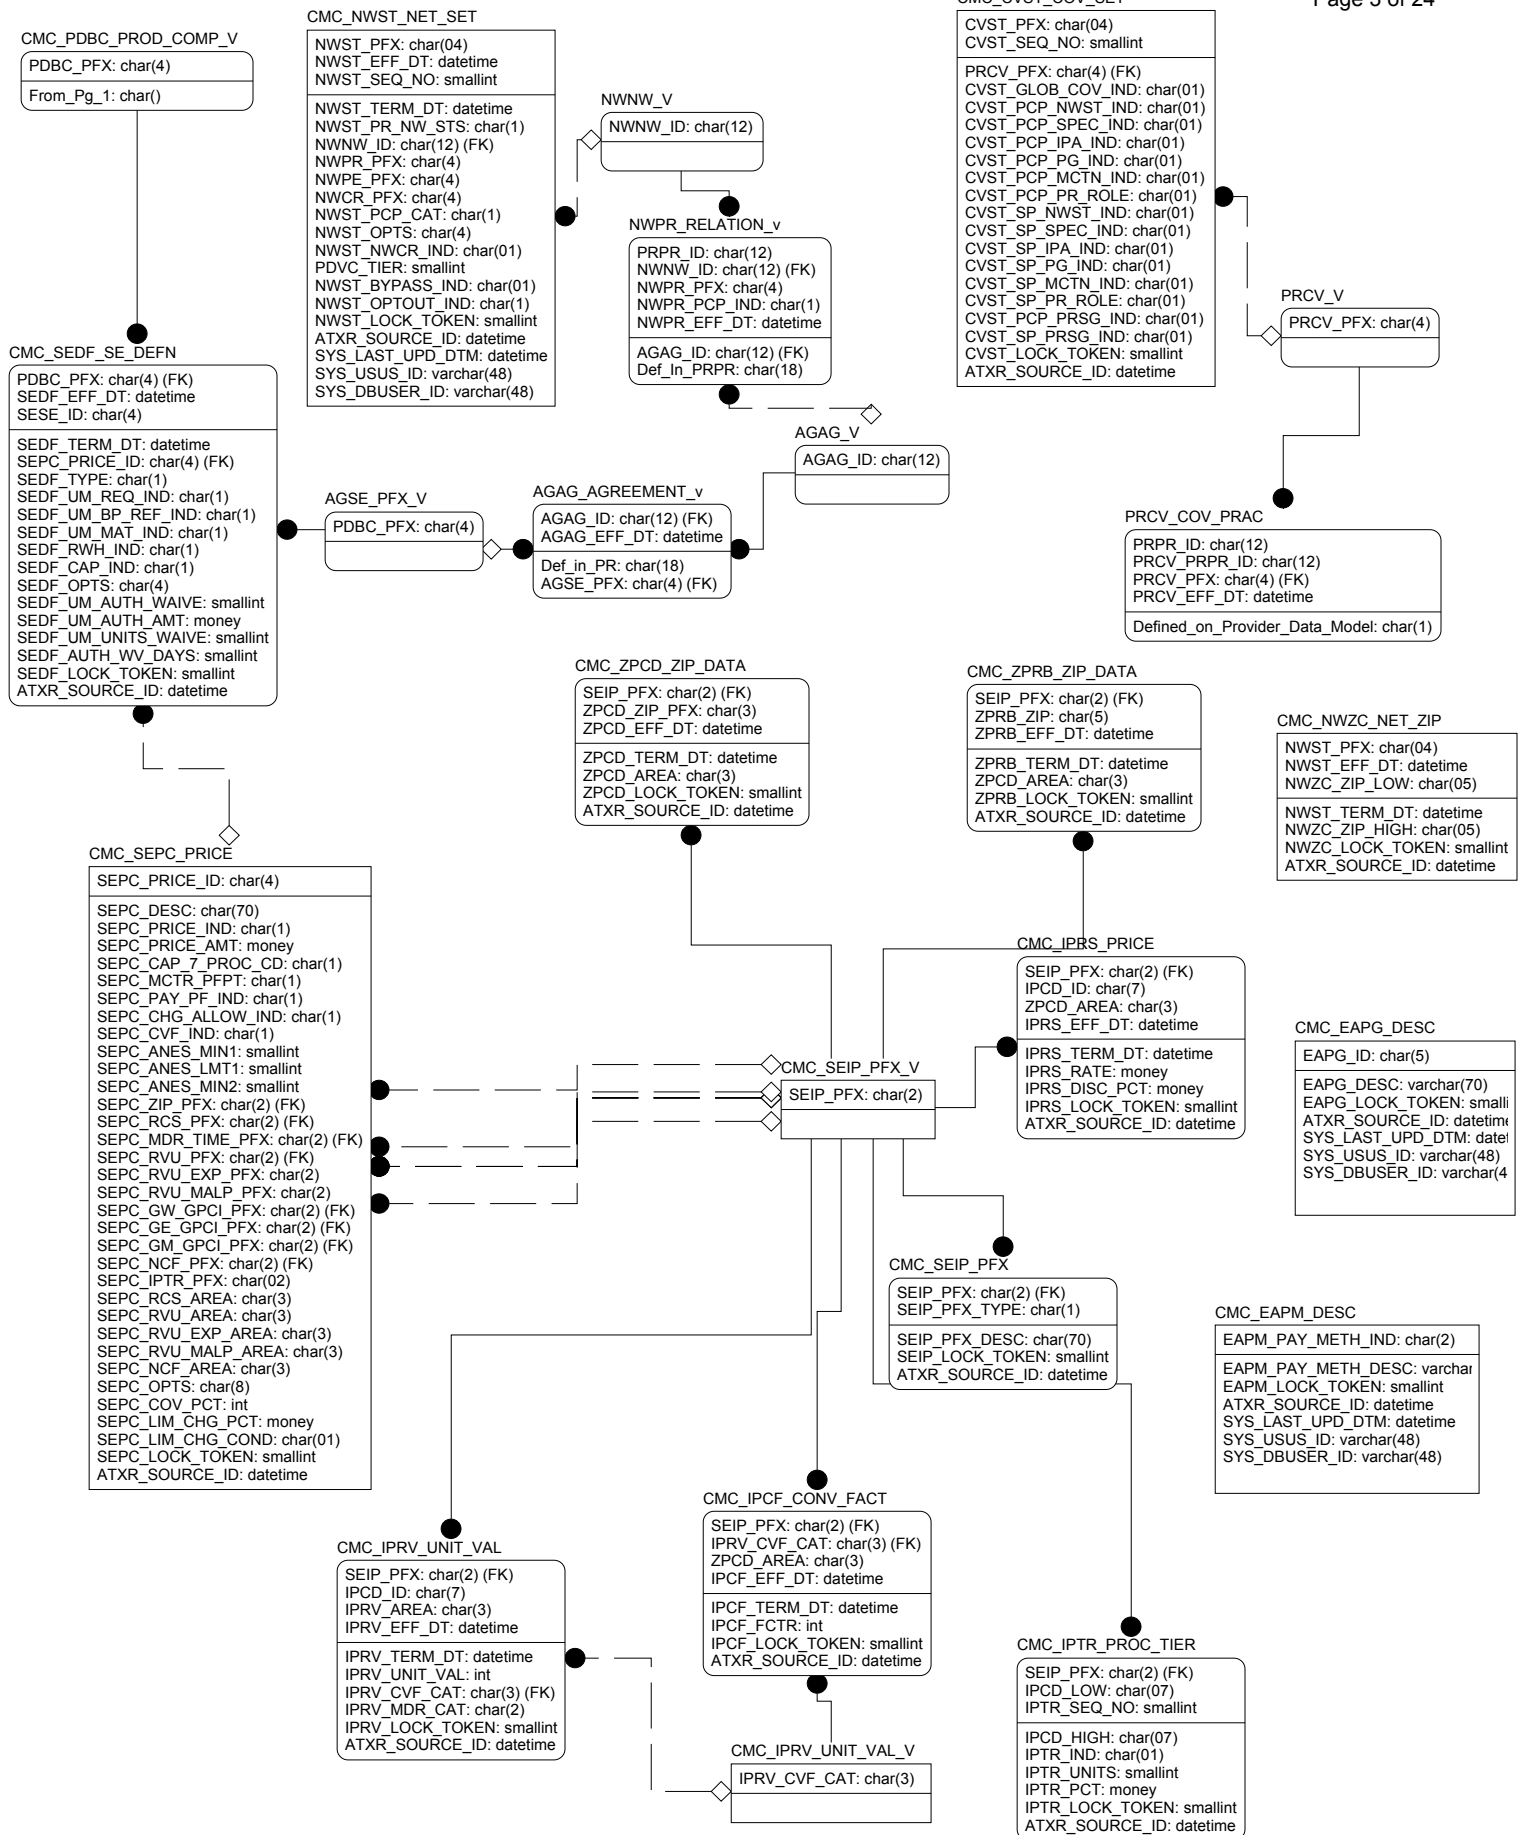 Page 3 of 24
CMC_PDBC_PROD_COMP_V
PDBC_PFX: char(4)
From_Pg_1: char()
CMC_NWST_NET_SET
NWST_PFX: char(04)
NWST_EFF_DT: datetime
NWST_SEQ_NO: smallint
NWST_TERM_DT: datetime
NWST_PR_NW_STS: char(1)
NWNW_ID: char(12) (FK)
NWPR_PFX: char(4)
NWPE_PFX: char(4)
NWCR_PFX: char(4)
NWST_PCP_CAT: char(1)
NWST_OPTS: char(4)
NWST_NWCR_IND: char(01)
PDVC_TIER: smallint
NWST_BYPASS_IND: char(01)
NWST_OPTOUT_IND: char(1)
NWST_LOCK_TOKEN: smallint
ATXR_SOURCE_ID: datetime
SYS_LAST_UPD_DTM: datetime
SYS_USUS_ID: varchar(48)
SYS_DBUSER_ID: varchar(48)
NWNW_V
NWNW_ID: char(12)
NWPR_RELATION_v
PRPR_ID: char(12)
NWNW_ID: char(12) (FK)
NWPR_PFX: char(4)
NWPR_PCP_IND: char(1)
NWPR_EFF_DT: datetime
AGAG_ID: char(12) (FK)
Def_In_PRPR: char(18)
CMC_CVST_COV_SET
CVST_PFX: char(04)
CVST_SEQ_NO: smallint
PRCV_PFX: char(4) (FK)
CVST_GLOB_COV_IND: char(01)
CVST_PCP_NWST_IND: char(01)
CVST_PCP_SPEC_IND: char(01)
CVST_PCP_IPA_IND: char(01)
CVST_PCP_PG_IND: char(01)
CVST_PCP_MCTN_IND: char(01)
CVST_PCP_PR_ROLE: char(01)
CVST_SP_NWST_IND: char(01)
CVST_SP_SPEC_IND: char(01)
CVST_SP_IPA_IND: char(01)
CVST_SP_PG_IND: char(01)
CVST_SP_MCTN_IND: char(01)
CVST_SP_PR_ROLE: char(01)
CVST_PCP_PRSG_IND: char(01)
CVST_SP_PRSG_IND: char(01)
CVST_LOCK_TOKEN: smallint
ATXR_SOURCE_ID: datetime
PRCV_V
PRCV_PFX: char(4)
CMC_SEDF_SE_DEFN
PDBC_PFX: char(4) (FK)
SEDF_EFF_DT: datetime
SESE_ID: char(4)
SEDF_TERM_DT: datetime
SEPC_PRICE_ID: char(4) (FK)
SEDF_TYPE: char(1)
SEDF_UM_REQ_IND: char(1)
SEDF_UM_BP_REF_IND: char(1)
SEDF_UM_MAT_IND: char(1)
SEDF_RWH_IND: char(1)
SEDF_CAP_IND: char(1)
SEDF_OPTS: char(4)
SEDF_UM_AUTH_WAIVE: smallint
SEDF_UM_AUTH_AMT: money
SEDF_UM_UNITS_WAIVE: smallint
SEDF_AUTH_WV_DAYS: smallint
SEDF_LOCK_TOKEN: smallint
ATXR_SOURCE_ID: datetime
AGSE_PFX_V
PDBC_PFX: char(4)
AGAG_AGREEMENT_v
AGAG_ID: char(12) (FK)
AGAG_EFF_DT: datetime
Def_in_PR: char(18)
AGSE_PFX: char(4) (FK)
AGAG_V
AGAG_ID: char(12)
PRCV_COV_PRAC
PRPR_ID: char(12)
PRCV_PRPR_ID: char(12)
PRCV_PFX: char(4) (FK)
PRCV_EFF_DT: datetime
Defined_on_Provider_Data_Model: char(1)
CMC_ZPCD_ZIP_DATA
SEIP_PFX: char(2) (FK)
ZPCD_ZIP_PFX: char(3)
ZPCD_EFF_DT: datetime
ZPCD_TERM_DT: datetime
ZPCD_AREA: char(3)
ZPCD_LOCK_TOKEN: smallint
ATXR_SOURCE_ID: datetime
CMC_ZPRB_ZIP_DATA
SEIP_PFX: char(2) (FK)
ZPRB_ZIP: char(5)
ZPRB_EFF_DT: datetime
ZPRB_TERM_DT: datetime
ZPCD_AREA: char(3)
ZPRB_LOCK_TOKEN: smallint
ATXR_SOURCE_ID: datetime
CMC_NWZC_NET_ZIP
NWST_PFX: char(04)
NWST_EFF_DT: datetime
NWZC_ZIP_LOW: char(05)
NWST_TERM_DT: datetime
NWZC_ZIP_HIGH: char(05)
NWZC_LOCK_TOKEN: smallint
ATXR_SOURCE_ID: datetime
CMC_SEPC_PRICE
SEPC_PRICE_ID: char(4)
SEPC_DESC: char(70)
SEPC_PRICE_IND: char(1)
SEPC_PRICE_AMT: money
SEPC_CAP_7_PROC_CD: char(1)
SEPC_MCTR_PFPT: char(1)
SEPC_PAY_PF_IND: char(1)
SEPC_CHG_ALLOW_IND: char(1)
SEPC_CVF_IND: char(1)
SEPC_ANES_MIN1: smallint
SEPC_ANES_LMT1: smallint
SEPC_ANES_MIN2: smallint
SEPC_ZIP_PFX: char(2) (FK)
SEPC_RCS_PFX: char(2) (FK)
SEPC_MDR_TIME_PFX: char(2) (FK)
SEPC_RVU_PFX: char(2) (FK)
SEPC_RVU_EXP_PFX: char(2)
SEPC_RVU_MALP_PFX: char(2)
SEPC_GW_GPCI_PFX: char(2) (FK)
SEPC_GE_GPCI_PFX: char(2) (FK)
SEPC_GM_GPCI_PFX: char(2) (FK)
SEPC_NCF_PFX: char(2) (FK)
SEPC_IPTR_PFX: char(02)
SEPC_RCS_AREA: char(3)
SEPC_RVU_AREA: char(3)
SEPC_RVU_EXP_AREA: char(3)
SEPC_RVU_MALP_AREA: char(3)
SEPC_NCF_AREA: char(3)
SEPC_OPTS: char(8)
SEPC_COV_PCT: int
SEPC_LIM_CHG_PCT: money
SEPC_LIM_CHG_COND: char(01)
SEPC_LOCK_TOKEN: smallint
ATXR_SOURCE_ID: datetime
CMC_IPRS_PRICE
SEIP_PFX: char(2) (FK)
IPCD_ID: char(7)
ZPCD_AREA: char(3)
IPRS_EFF_DT: datetime
IPRS_TERM_DT: datetime
IPRS_RATE: money
IPRS_DISC_PCT: money
IPRS_LOCK_TOKEN: smallint
ATXR_SOURCE_ID: datetime
CMC_SEIP_PFX_V
SEIP_PFX: char(2)
CMC_EAPG_DESC
EAPG_ID: char(5)
EAPG_DESC: varchar(70)
EAPG_LOCK_TOKEN: smalli
ATXR_SOURCE_ID: datetime
SYS_LAST_UPD_DTM: datet
SYS_USUS_ID: varchar(48)
SYS_DBUSER_ID: varchar(4
CMC_SEIP_PFX
SEIP_PFX: char(2) (FK)
SEIP_PFX_TYPE: char(1)
SEIP_PFX_DESC: char(70)
SEIP_LOCK_TOKEN: smallint
ATXR_SOURCE_ID: datetime
CMC_EAPM_DESC
EAPM_PAY_METH_IND: char(2)
EAPM_PAY_METH_DESC: varchar
EAPM_LOCK_TOKEN: smallint
ATXR_SOURCE_ID: datetime
SYS_LAST_UPD_DTM: datetime
SYS_USUS_ID: varchar(48)
SYS_DBUSER_ID: varchar(48)
CMC_IPRV_UNIT_VAL
SEIP_PFX: char(2) (FK)
IPCD_ID: char(7)
IPRV_AREA: char(3)
IPRV_EFF_DT: datetime
IPRV_TERM_DT: datetime
IPRV_UNIT_VAL: int
IPRV_CVF_CAT: char(3) (FK)
IPRV_MDR_CAT: char(2)
IPRV_LOCK_TOKEN: smallint
ATXR_SOURCE_ID: datetime
CMC_IPCF_CONV_FACT
SEIP_PFX: char(2) (FK)
IPRV_CVF_CAT: char(3) (FK)
ZPCD_AREA: char(3)
IPCF_EFF_DT: datetime
IPCF_TERM_DT: datetime
IPCF_FCTR: int
IPCF_LOCK_TOKEN: smallint
ATXR_SOURCE_ID: datetime
CMC_IPRV_UNIT_VAL_V
IPRV_CVF_CAT: char(3)
CMC_IPTR_PROC_TIER
SEIP_PFX: char(2) (FK)
IPCD_LOW: char(07)
IPTR_SEQ_NO: smallint
IPCD_HIGH: char(07)
IPTR_IND: char(01)
IPTR_UNITS: smallint
IPTR_PCT: money
IPTR_LOCK_TOKEN: smallint
ATXR_SOURCE_ID: datetime